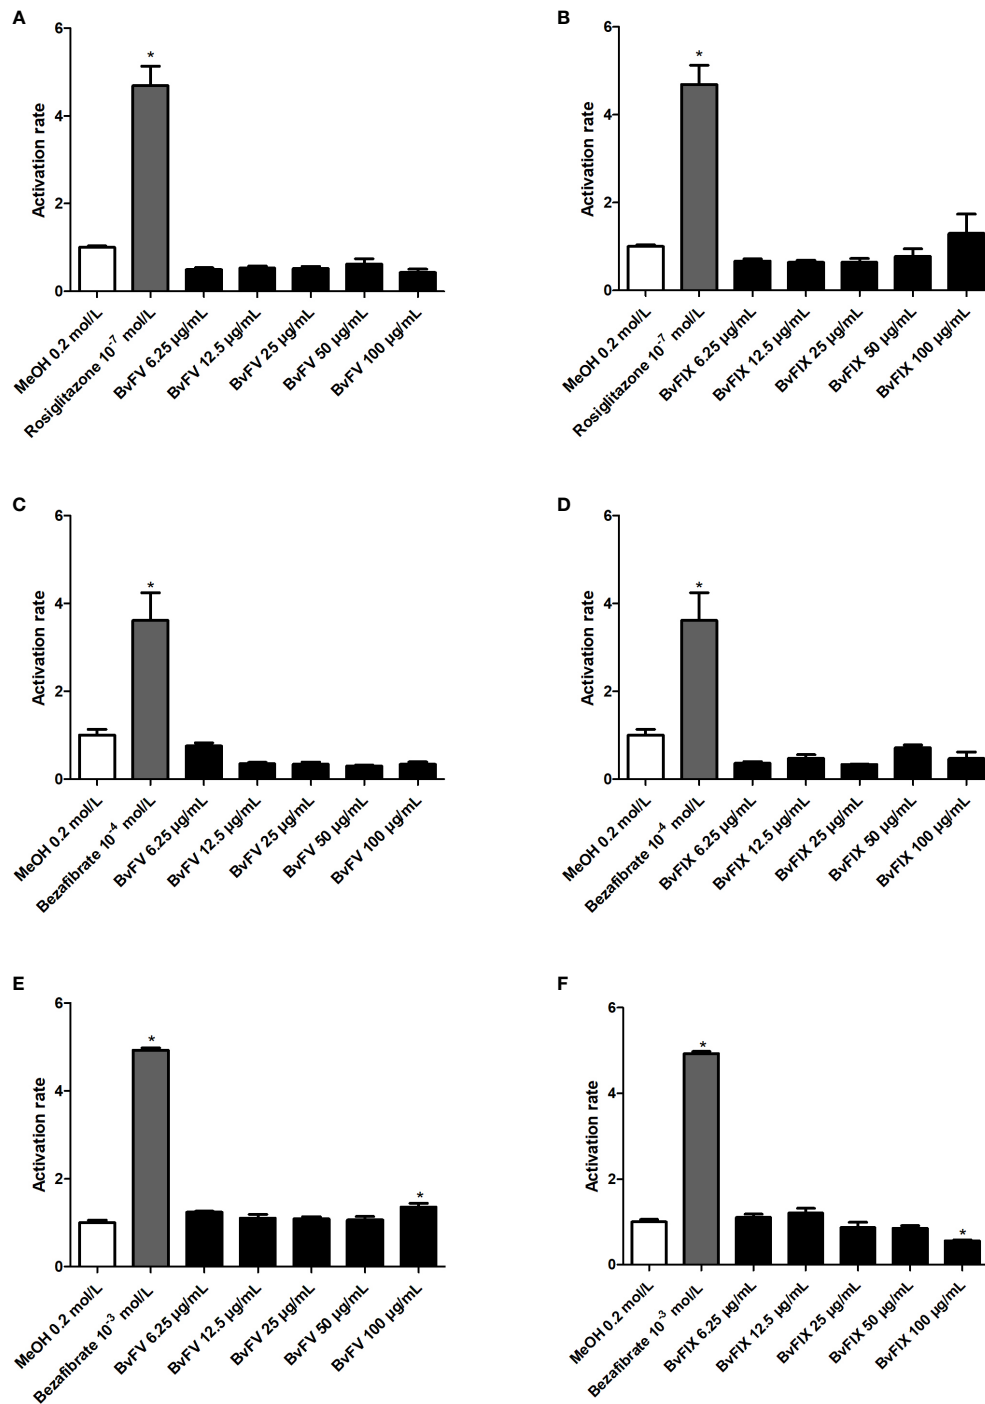 A
Activation rate
6
4
2
0
*
MeOH 0.2 mol/L
Rosiglitazone 10⁻⁷ mol/L
BvFV 6.25 µg/mL
BvFV 12.5 µg/mL
BvFV 25 µg/mL
BvFV 50 µg/mL
BvFV 100 µg/mL
B
Activation rate
6
4
2
0
*
MeOH 0.2 mol/L
Rosiglitazone 10⁻⁷ mol/L
BvFIX 6.25 µg/mL
BvFIX 12.5 µg/mL
BvFIX 25 µg/mL
BvFIX 50 µg/mL
BvFIX 100 µg/mL
C
Activation rate
6
4
2
0
*
MeOH 0.2 mol/L
Bezafibrate 10⁻⁴ mol/L
BvFV 6.25 µg/mL
BvFV 12.5 µg/mL
BvFV 25 µg/mL
BvFV 50 µg/mL
BvFV 100 µg/mL
D
Activation rate
6
4
2
0
*
MeOH 0.2 mol/L
Bezafibrate 10⁻⁴ mol/L
BvFIX 6.25 µg/mL
BvFIX 12.5 µg/mL
BvFIX 25 µg/mL
BvFIX 50 µg/mL
BvFIX 100 µg/mL
E
Activation rate
6
4
2
0
*
*
MeOH 0.2 mol/L
Bezafibrate 10⁻³ mol/L
BvFV 6.25 µg/mL
BvFV 12.5 µg/mL
BvFV 25 µg/mL
BvFV 50 µg/mL
BvFV 100 µg/mL
F
Activation rate
6
4
2
0
*
*
MeOH 0.2 mol/L
Bezafibrate 10⁻³ mol/L
BvFIX 6.25 µg/mL
BvFIX 12.5 µg/mL
BvFIX 25 µg/mL
BvFIX 50 µg/mL
BvFIX 100 µg/mL